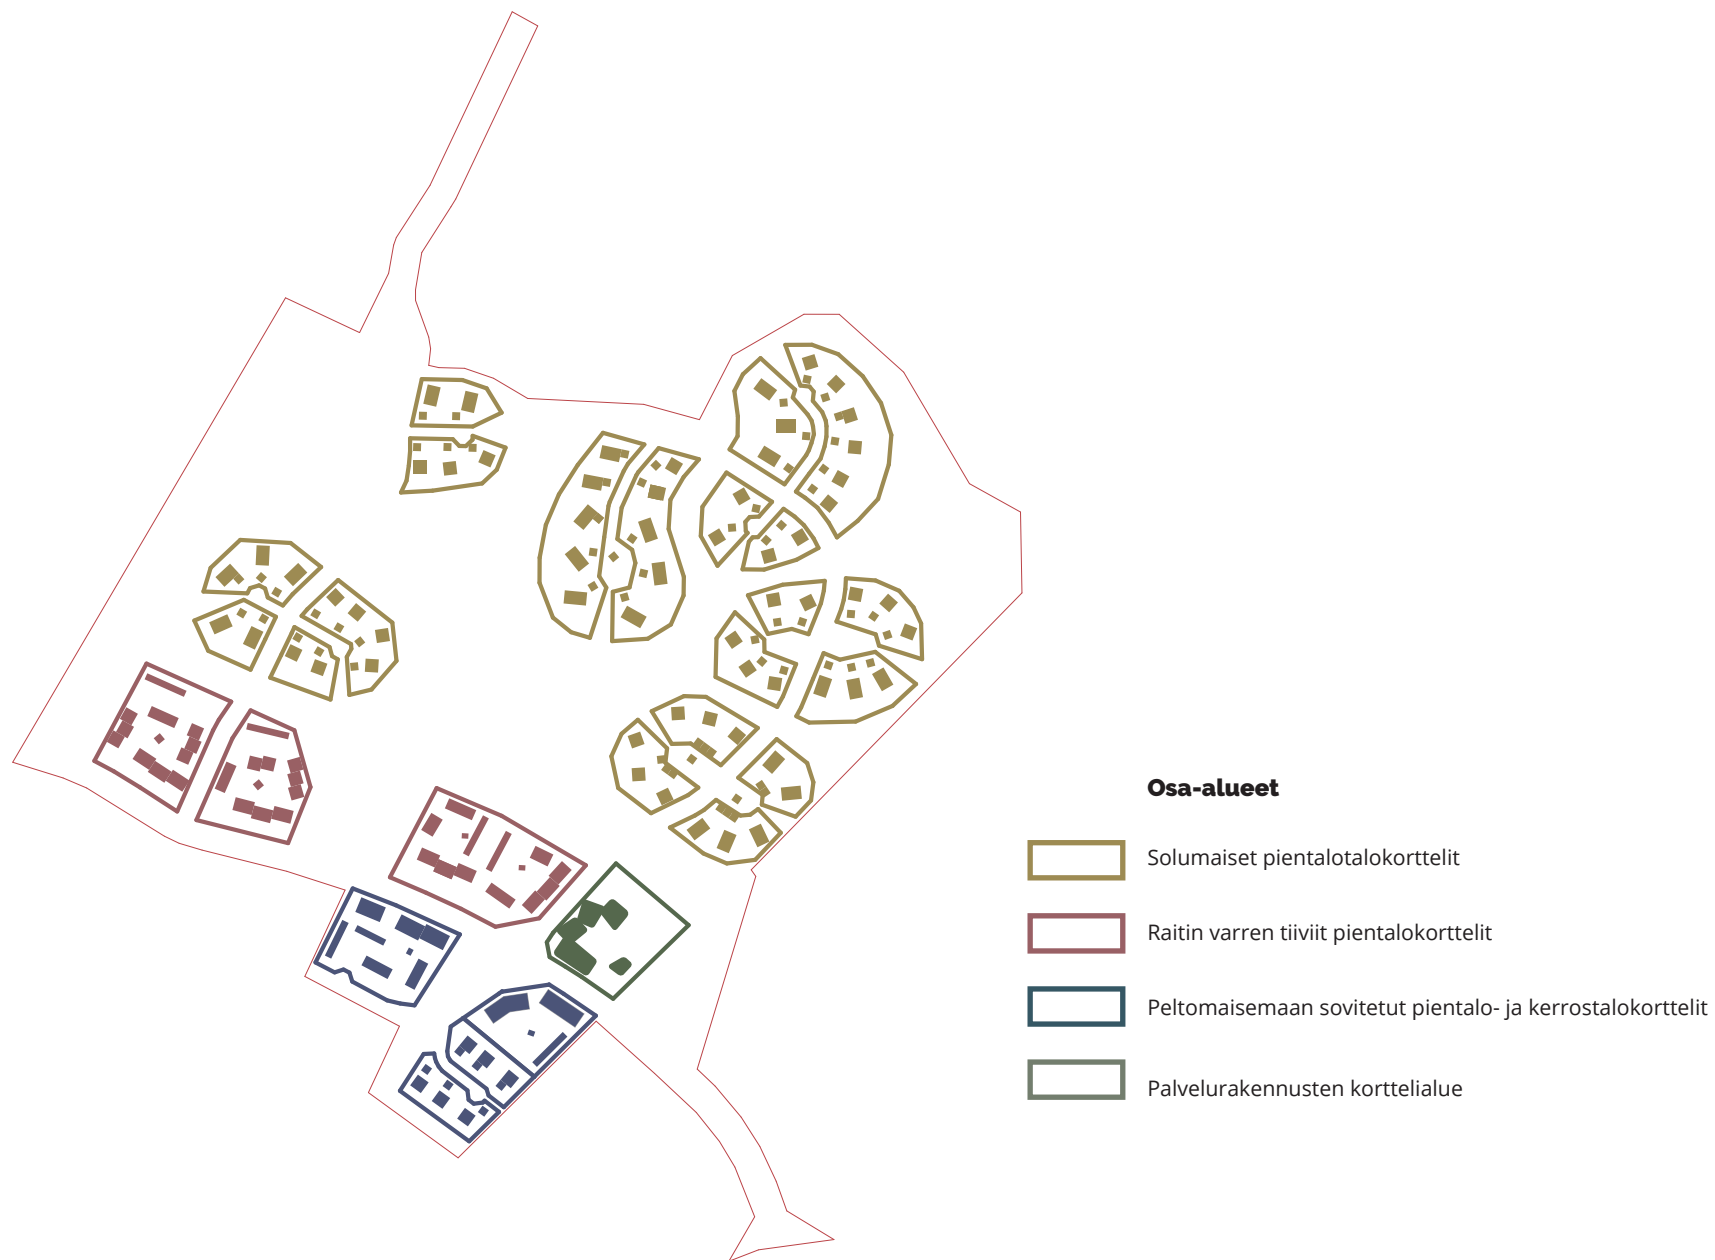 Osa-alueet
Solumaiset pientalotalokorttelit
Raitin varren tiiviit pientalokorttelit
Peltomaisemaan sovitetut pientalo- ja kerrostalokorttelit
Palvelurakennusten korttelialue